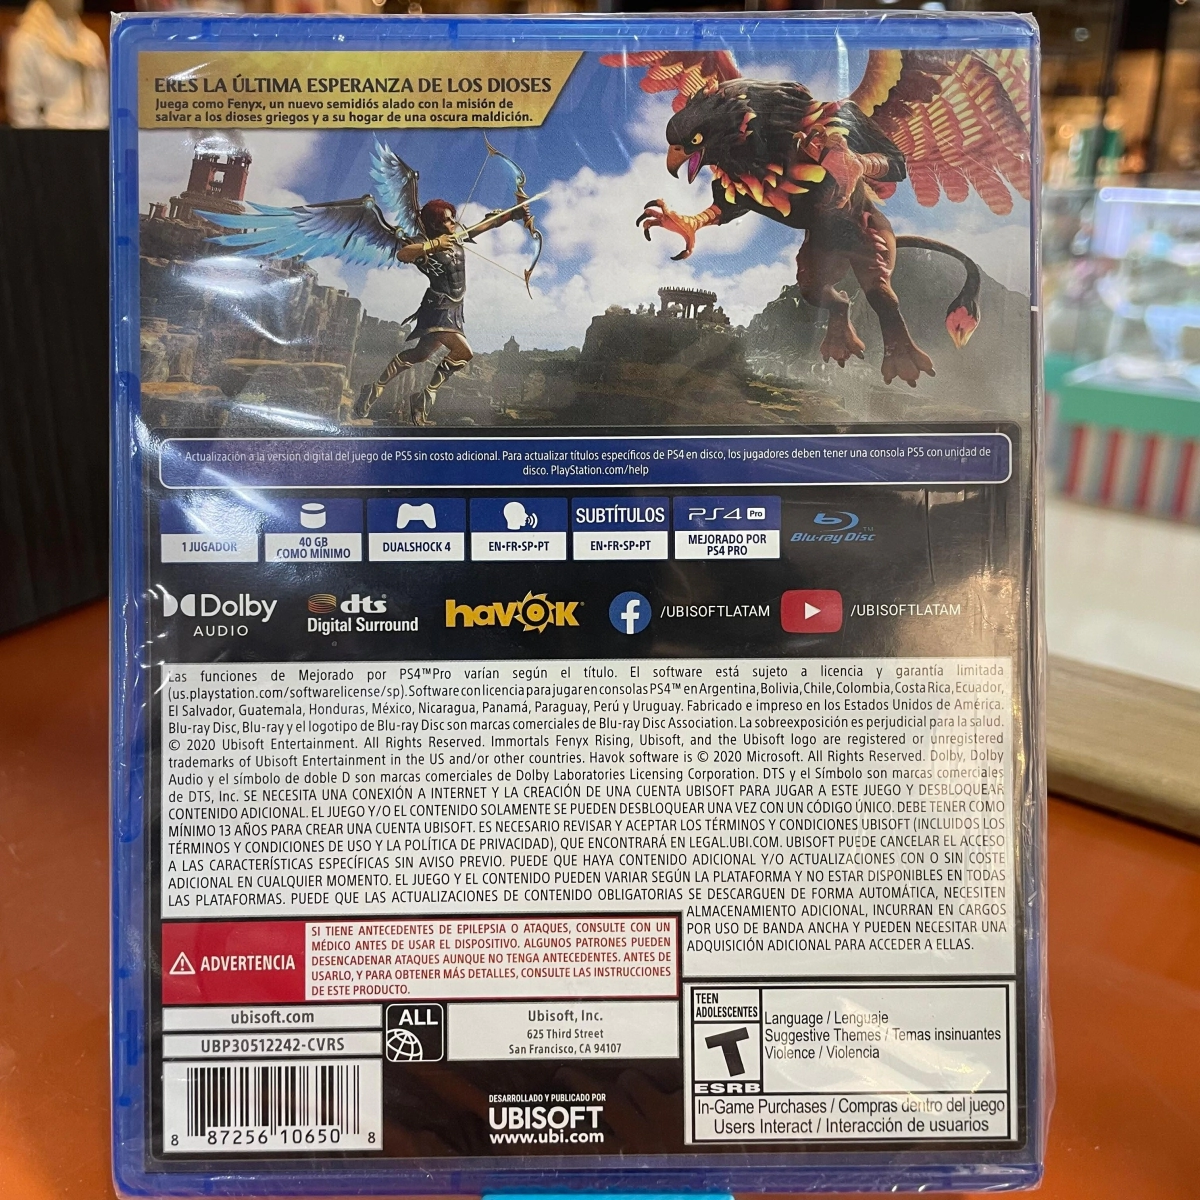 ERES LA ÚLTIMA ESPERANZA DE LOS DIOSES
Juega como Fenyx, un nuevo semidiós alado con la misión de
salvar a los dioses griegos y a su hogar de una oscura maldición.
* Actualización a la versión digital del juego de PS5 sin costo adicional. Para actualizar títulos específicos de PS4 en disco, los jugadores deben tener una consola PS5 con unidad de
disco. PlayStation.com/help
1 JUGADOR
40 GB
COMO MÍNIMO
DUALSHOCK 4
EN•FR•SP•PT
SUBTÍTULOS
EN•FR•SP•PT
PS4 Pro
MEJORADO POR
PS4 PRO
Blu-ray Disc™
Dolby
AUDIO
dts
Digital Surround
havok
/UBISOFTLATAM
/UBISOFTLATAM
Las funciones de Mejorado por PS4™Pro varían según el título. El software está sujeto a licencia y garantía limitada
(us.playstation.com/softwarelicense/sp). Software con licencia para jugar en consolas PS4™ en Argentina, Bolivia, Chile, Colombia, Costa Rica, Ecuador,
El Salvador, Guatemala, Honduras, México, Nicaragua, Panamá, Paraguay, Perú y Uruguay. Fabricado e impreso en los Estados Unidos de América.
Blu-ray Disc, Blu-ray y el logotipo de Blu-ray Disc son marcas comerciales de Blu-ray Disc Association. La sobreexposición es perjudicial para la salud.
© 2020 Ubisoft Entertainment. All Rights Reserved. Immortals Fenyx Rising, Ubisoft, and the Ubisoft logo are registered or unregistered
trademarks of Ubisoft Entertainment in the US and/or other countries. Havok software is © 2020 Microsoft. All Rights Reserved. Dolby, Dolby
Audio y el símbolo de doble D son marcas comerciales de Dolby Laboratories Licensing Corporation. DTS y el Símbolo son marcas comerciales
de DTS, Inc. SE NECESITA UNA CONEXIÓN A INTERNET Y LA CREACIÓN DE UNA CUENTA UBISOFT PARA JUGAR A ESTE JUEGO Y DESBLOQUEAR
CONTENIDO ADICIONAL. EL JUEGO Y/O EL CONTENIDO SOLAMENTE SE PUEDEN DESBLOQUEAR UNA VEZ CON UN CÓDIGO ÚNICO. DEBE TENER COMO
MÍNIMO 13 AÑOS PARA CREAR UNA CUENTA UBISOFT. ES NECESARIO REVISAR Y ACEPTAR LOS TÉRMINOS Y CONDICIONES UBISOFT (INCLUIDOS LOS
TÉRMINOS Y CONDICIONES DE USO Y LA POLÍTICA DE PRIVACIDAD), QUE ENCONTRARÁ EN LEGAL.UBI.COM. UBISOFT PUEDE CANCELAR EL ACCESO
A LAS CARACTERÍSTICAS ESPECÍFICAS SIN AVISO PREVIO. PUEDE QUE HAYA CONTENIDO ADICIONAL Y/O ACTUALIZACIONES CON O SIN COSTE
ADICIONAL EN CUALQUIER MOMENTO. EL JUEGO Y EL CONTENIDO PUEDEN VARIAR SEGÚN LA PLATAFORMA Y NO ESTAR DISPONIBLES EN TODAS
LAS PLATAFORMAS. PUEDE QUE LAS ACTUALIZACIONES DE CONTENIDO OBLIGATORIAS SE DESCARGUEN DE FORMA AUTOMÁTICA, NECESITEN
ALMACENAMIENTO ADICIONAL, INCURRAN EN CARGOS
POR USO DE BANDA ANCHA Y PUEDEN NECESITAR UNA
ADQUISICIÓN ADICIONAL PARA ACCEDER A ELLAS.
ADVERTENCIA
SI TIENE ANTECEDENTES DE EPILEPSIA O ATAQUES, CONSULTE CON UN
MÉDICO ANTES DE USAR EL DISPOSITIVO. ALGUNOS PATRONES PUEDEN
DESENCADENAR ATAQUES AUNQUE NO TENGA ANTECEDENTES. ANTES DE
USARLO, Y PARA OBTENER MÁS DETALLES, CONSULTE LAS INSTRUCCIONES
DE ESTE PRODUCTO.
ubisoft.com
UBP30512242-CVRS
ALL
Ubisoft, Inc.
625 Third Street
San Francisco, CA 94107
8 87256 10650 8
DESARROLLADO Y PUBLICADO POR
UBISOFT
www.ubi.com
TEEN
ADOLESCENTES
T
ESRB
Language / Lenguaje
Suggestive Themes / Temas insinuantes
Violence / Violencia
In-Game Purchases / Compras dentro del juego
Users Interact / Interacción de usuarios